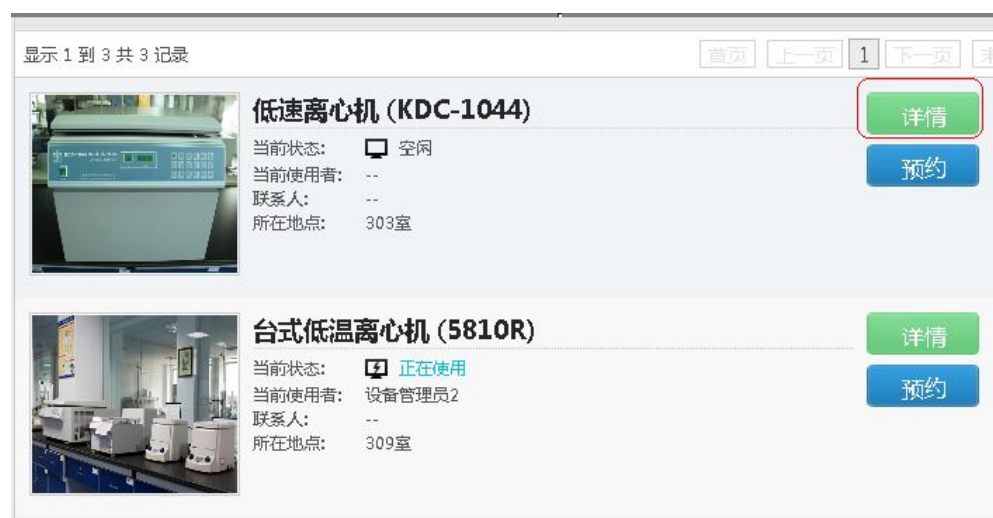 显示 1 到 3 共 3 记录
首页 上一页 1 下一页
低速离心机 (KDC-1044)
详情
当前状态: 空闲
预约
当前使用者: --
联系人: --
所在地点: 303室
台式低温离心机 (5810R)
详情
当前状态: 正在使用
预约
当前使用者: 设备管理员2
联系人: --
所在地点: 309室